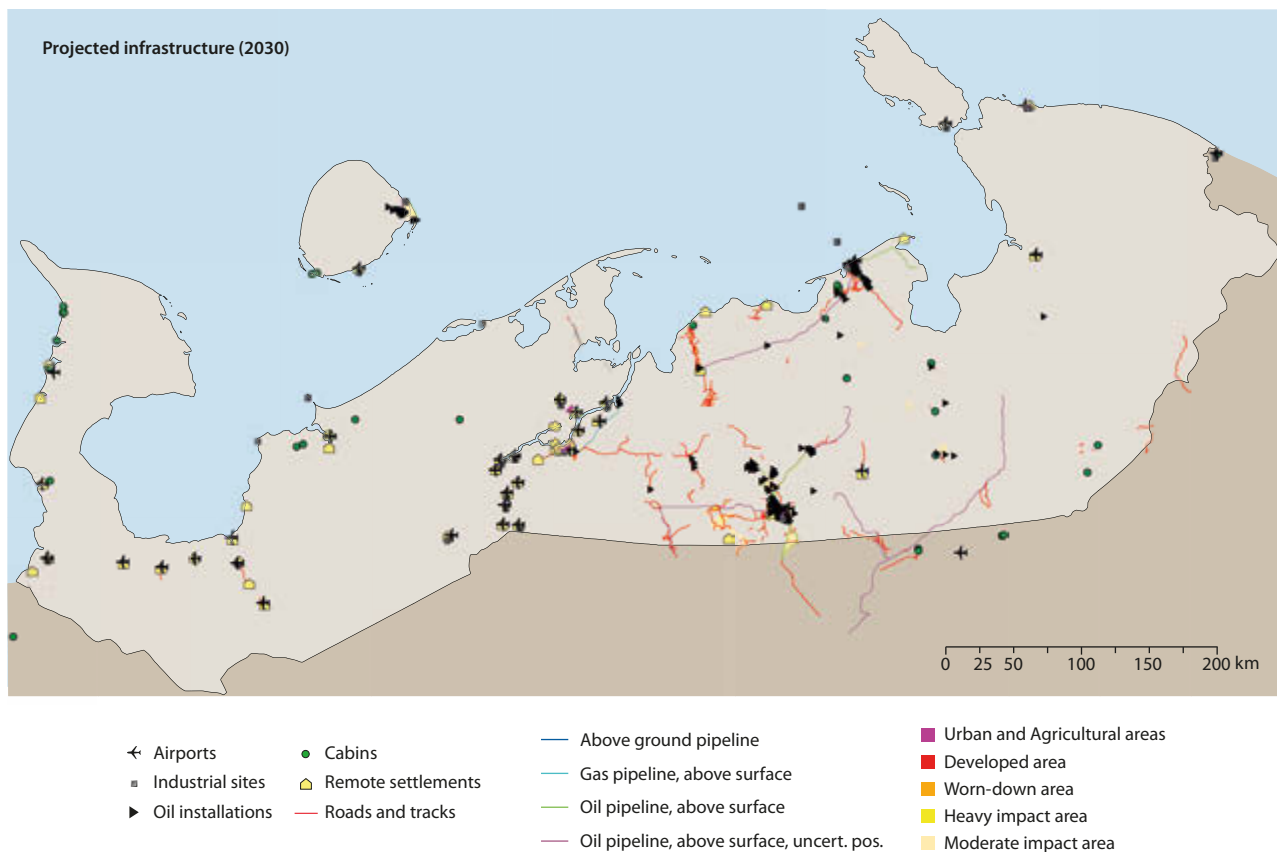 Projected infrastructure (2030)
0 25 50 100 150 200 km
Airports
Industrial sites
Oil installations
Cabins
Remote settlements
Roads and tracks
Above ground pipeline
Gas pipeline, above surface
Oil pipeline, above surface
Oil pipeline, above surface, uncert. pos.
Urban and Agricultural areas
Developed area
Worn-down area
Heavy impact area
Moderate impact area